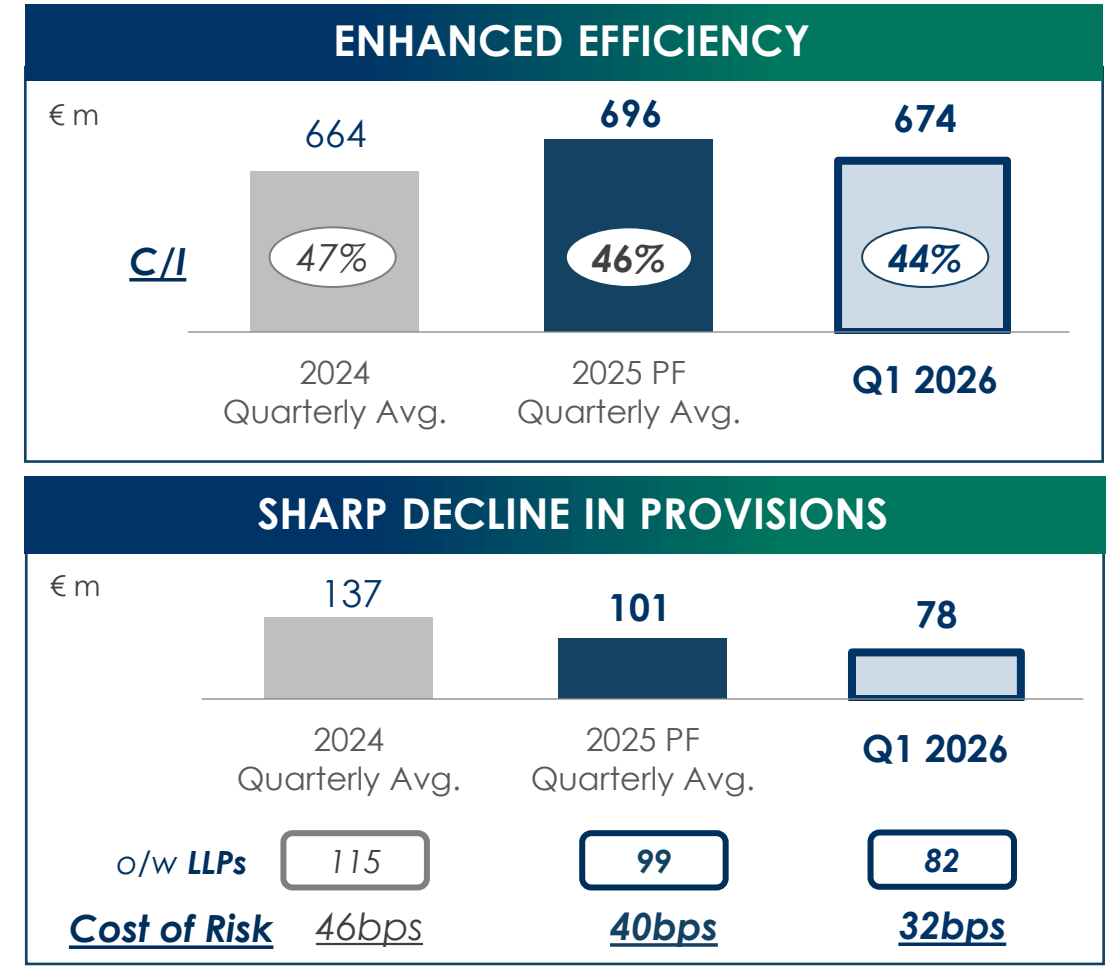 ENHANCED EFFICIENCY
€ m
664
696
674
C/I
47%
46%
44%
2024
Quarterly Avg.
2025 PF
Quarterly Avg.
Q1 2026
SHARP DECLINE IN PROVISIONS
€ m
137
101
78
2024
Quarterly Avg.
2025 PF
Quarterly Avg.
Q1 2026
o/w LLPs
115
99
82
Cost of Risk
46bps
40bps
32bps